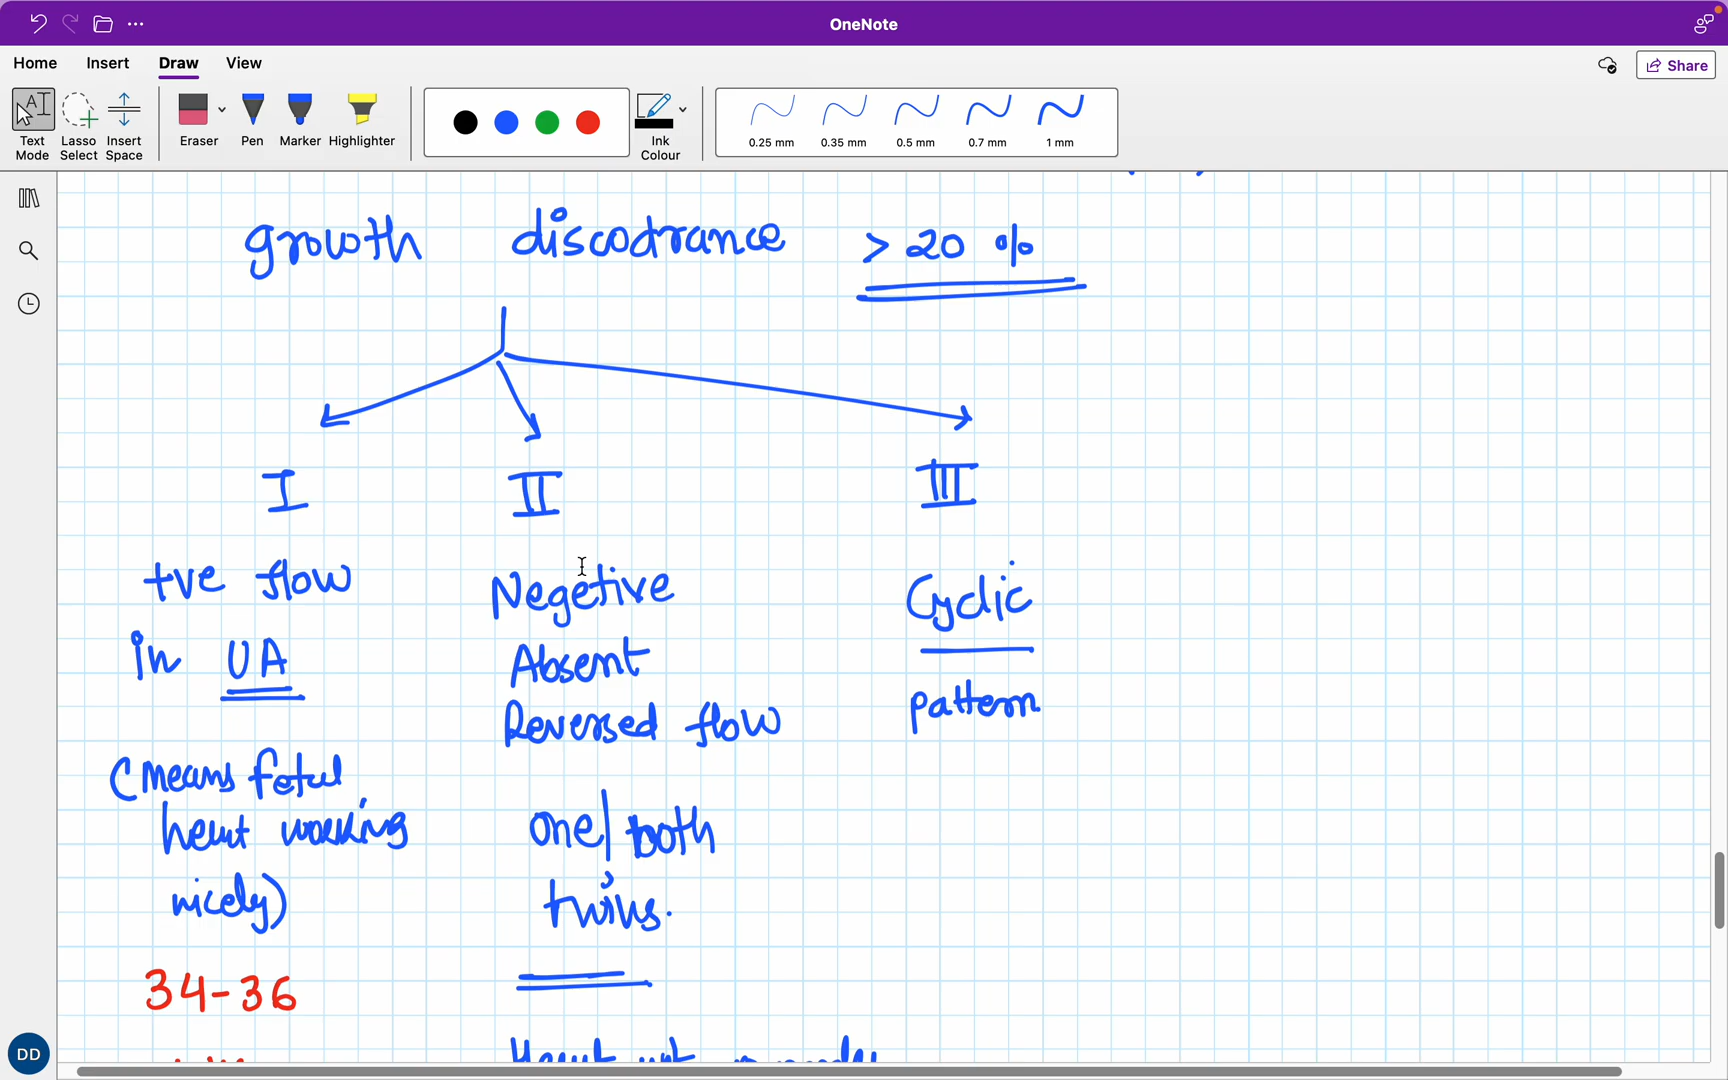 OneNote
Home Insert Draw View
Share
Text Mode
Lasso Select
Insert Space
Eraser
Pen
Marker
Highlighter
Ink Colour
0.25 mm 0.35 mm 0.5 mm 0.7 mm 1 mm
growth discodrance > 20 %
I II III
+ve flow
in UA
(means fetal
heart working
nicely)
34-36
Negetive
Absent
Reversed flow
one/both
twins.
Cyclic
pattern
DD